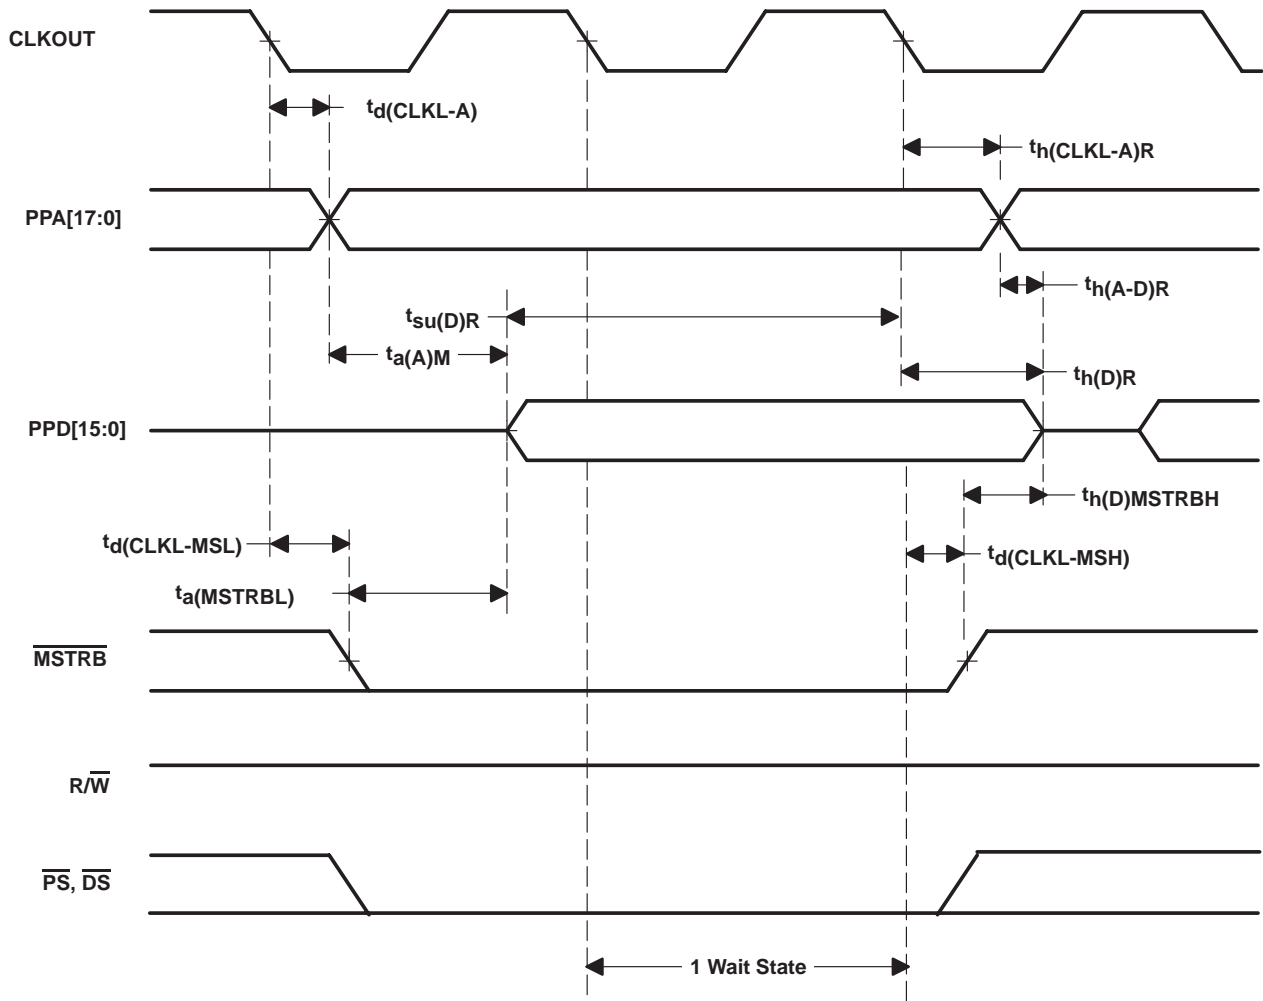 CLKOUT
td(CLKL-A)
th(CLKL-A)R
PPA[17:0]
th(A-D)R
tsu(D)R
ta(A)M
th(D)R
PPD[15:0]
th(D)MSTRBH
td(CLKL-MSL)
td(CLKL-MSH)
ta(MSTRBL)
MSTRB
R/W
PS, DS
1 Wait State